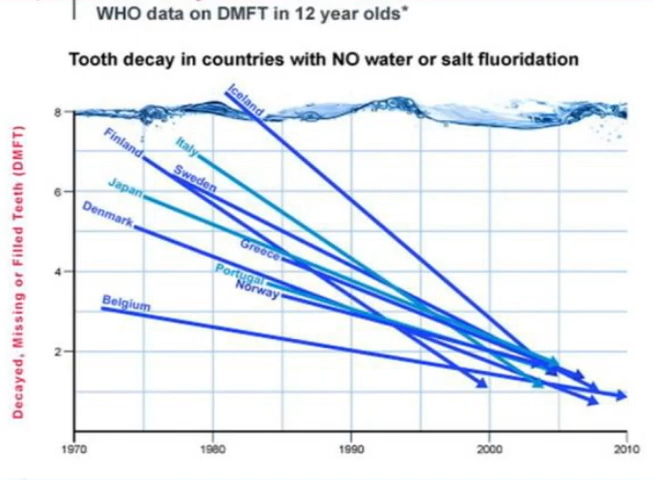 WHO data on DMFT in 12 year olds*
Tooth decay in countries with NO water or salt fluoridation
Decayed, Missing or Filled Teeth (DMFT)
8
6
4
2
Iceland
Finland
Italy
Sweden
Japan
Denmark
Greece
Portugal
Norway
Belgium
1970
1980
1990
2000
2010